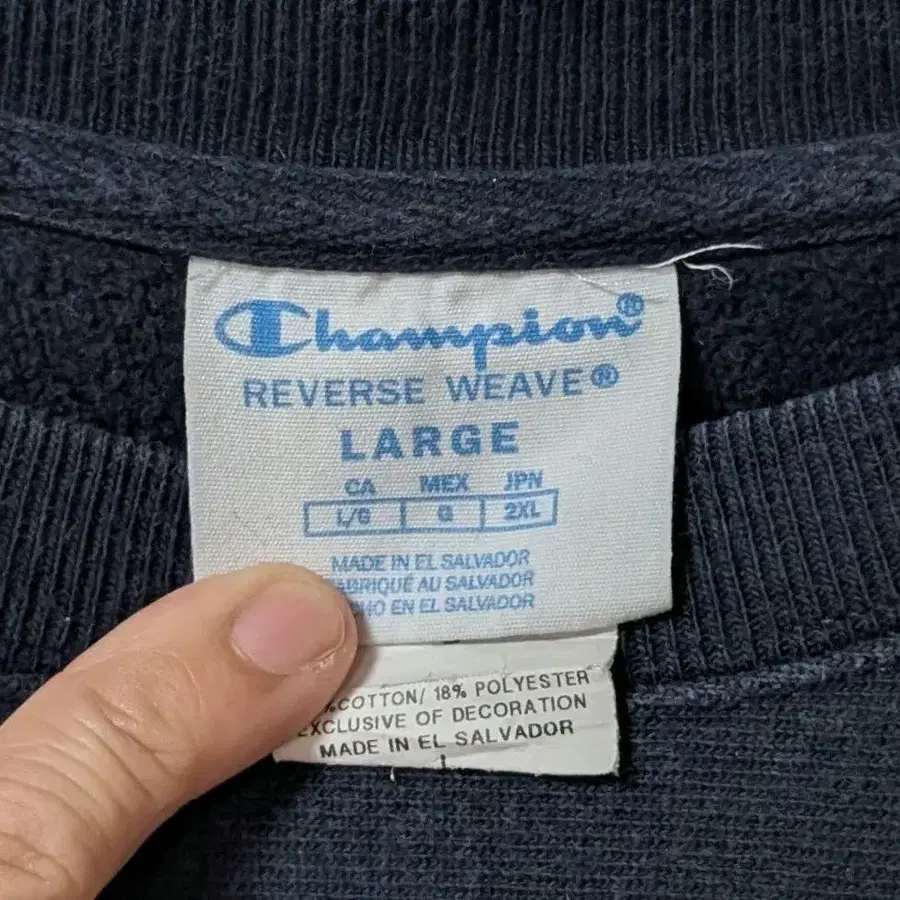 Champion®
REVERSE WEAVE®
LARGE
CA MEX JPN
L/G G 2XL
MADE IN EL SALVADOR
FABRIQUÉ AU SALVADOR
EN EL SALVADOR
COTTON/ 18% POLYESTER
EXCLUSIVE OF DECORATION
MADE IN EL SALVADOR